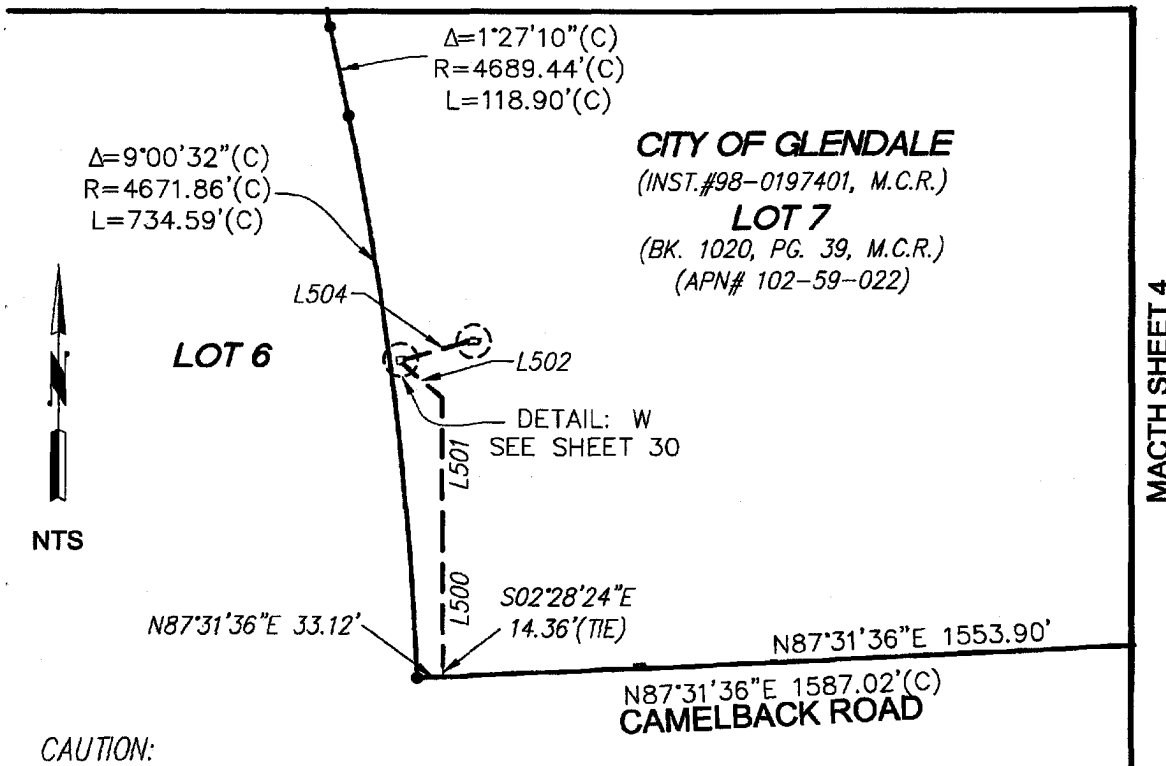 Δ=1°27'10"(C)
R=4689.44'(C)
L=118.90'(C)
Δ=9°00'32"(C)
R=4671.86'(C)
L=734.59'(C)
CITY OF GLENDALE
(INST.#98-0197401, M.C.R.)
LOT 7
(BK. 1020, PG. 39, M.C.R.)
(APN# 102-59-022)
MACTH SHEET 4
L504
LOT 6
L502
N
NTS
DETAIL: W
SEE SHEET 30
L501
L500
S02°28'24"E
14.36'(TIE)
N87°31'36"E 33.12'
N87°31'36"E 1553.90'
N87°31'36"E 1587.02'(C)
CAMELBACK ROAD
CAUTION: